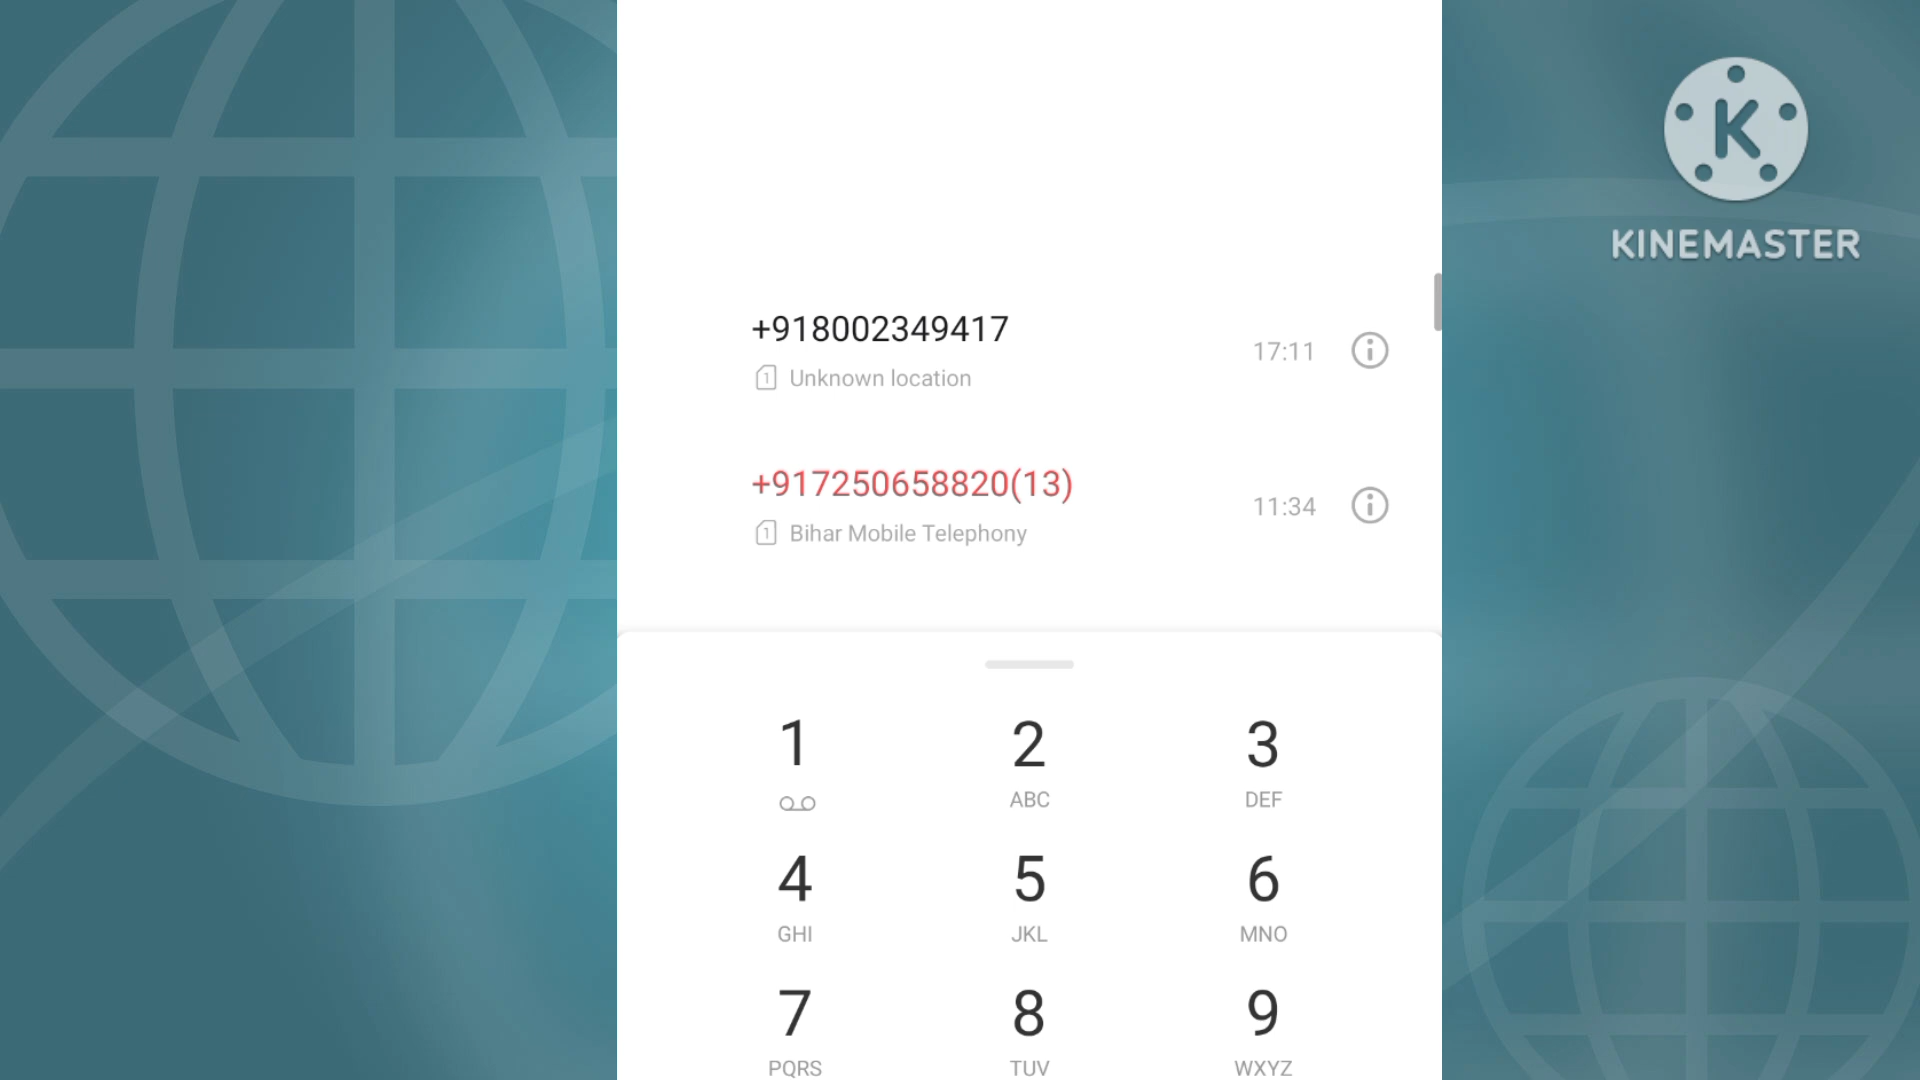 KINEMASTER
+918002349417
17:11
1 Unknown location
+917250658820(13)
11:34
1 Bihar Mobile Telephony
1 2 3
ABC DEF
4 5 6
GHI JKL MNO
7 8 9
PQRS TUV WXYZ